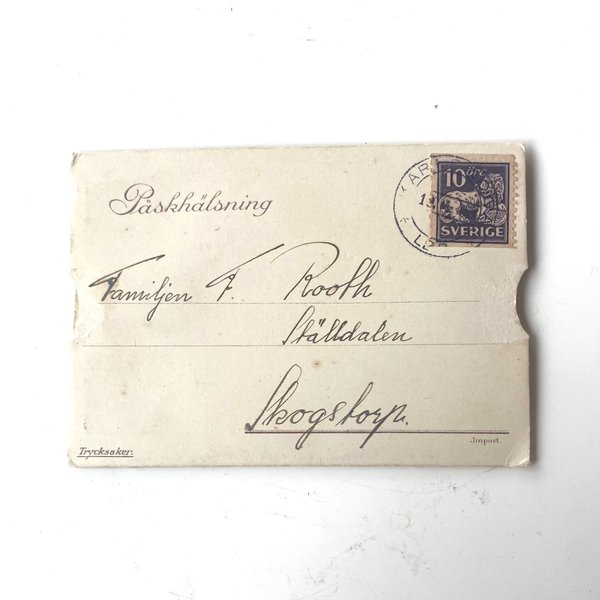 Påskhälsning
10 öre
SVERIGE
Familjen F. Rooth
Ställdalen
Skogstorp.
Trycksaker.
Import